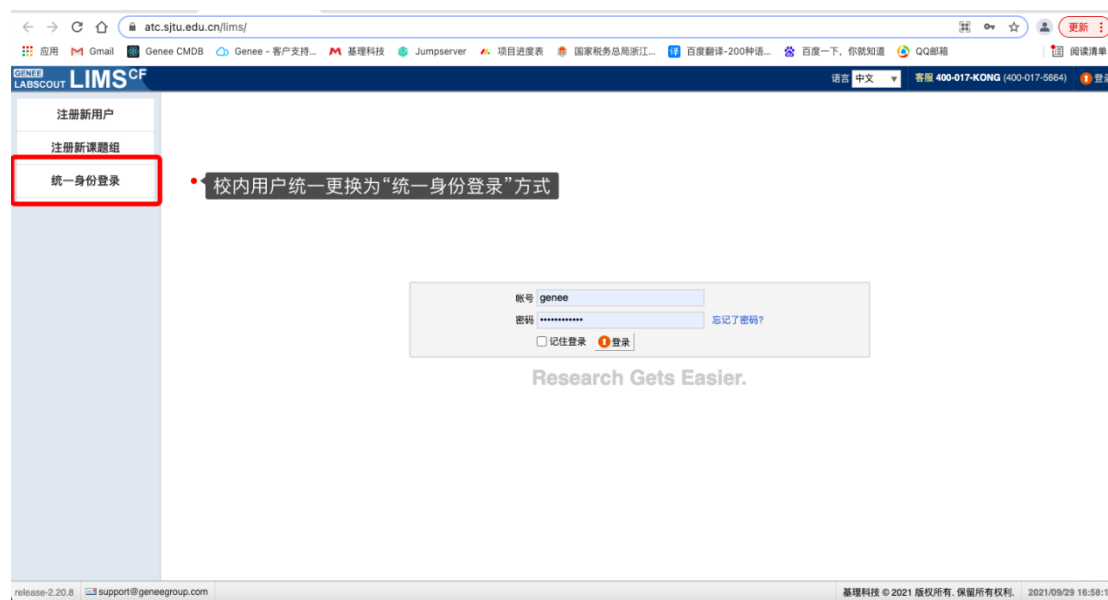 atc.sjtu.edu.cn/lims/
更新
应用 Gmail Genee CMDB Genee - 客户支持... 基理科技 Jumpserver 项目进度表 国家税务总局浙江... 译 百度翻译-200种语... 百度一下，你就知道 QQ邮箱 阅读清单
GENEE
LABSCOUT LIMSCF
语言 中文 客服 400-017-KONG (400-017-5664) 登录
注册新用户
注册新课题组
统一身份登录
校内用户统一更换为“统一身份登录”方式
帐号 genee
密码 ············ 忘记了密码?
记住登录 登录
Research Gets Easier.
release-2.20.8 support@geneegroup.com 基理科技 © 2021 版权所有. 保留所有权利. 2021/09/29 16:58:1